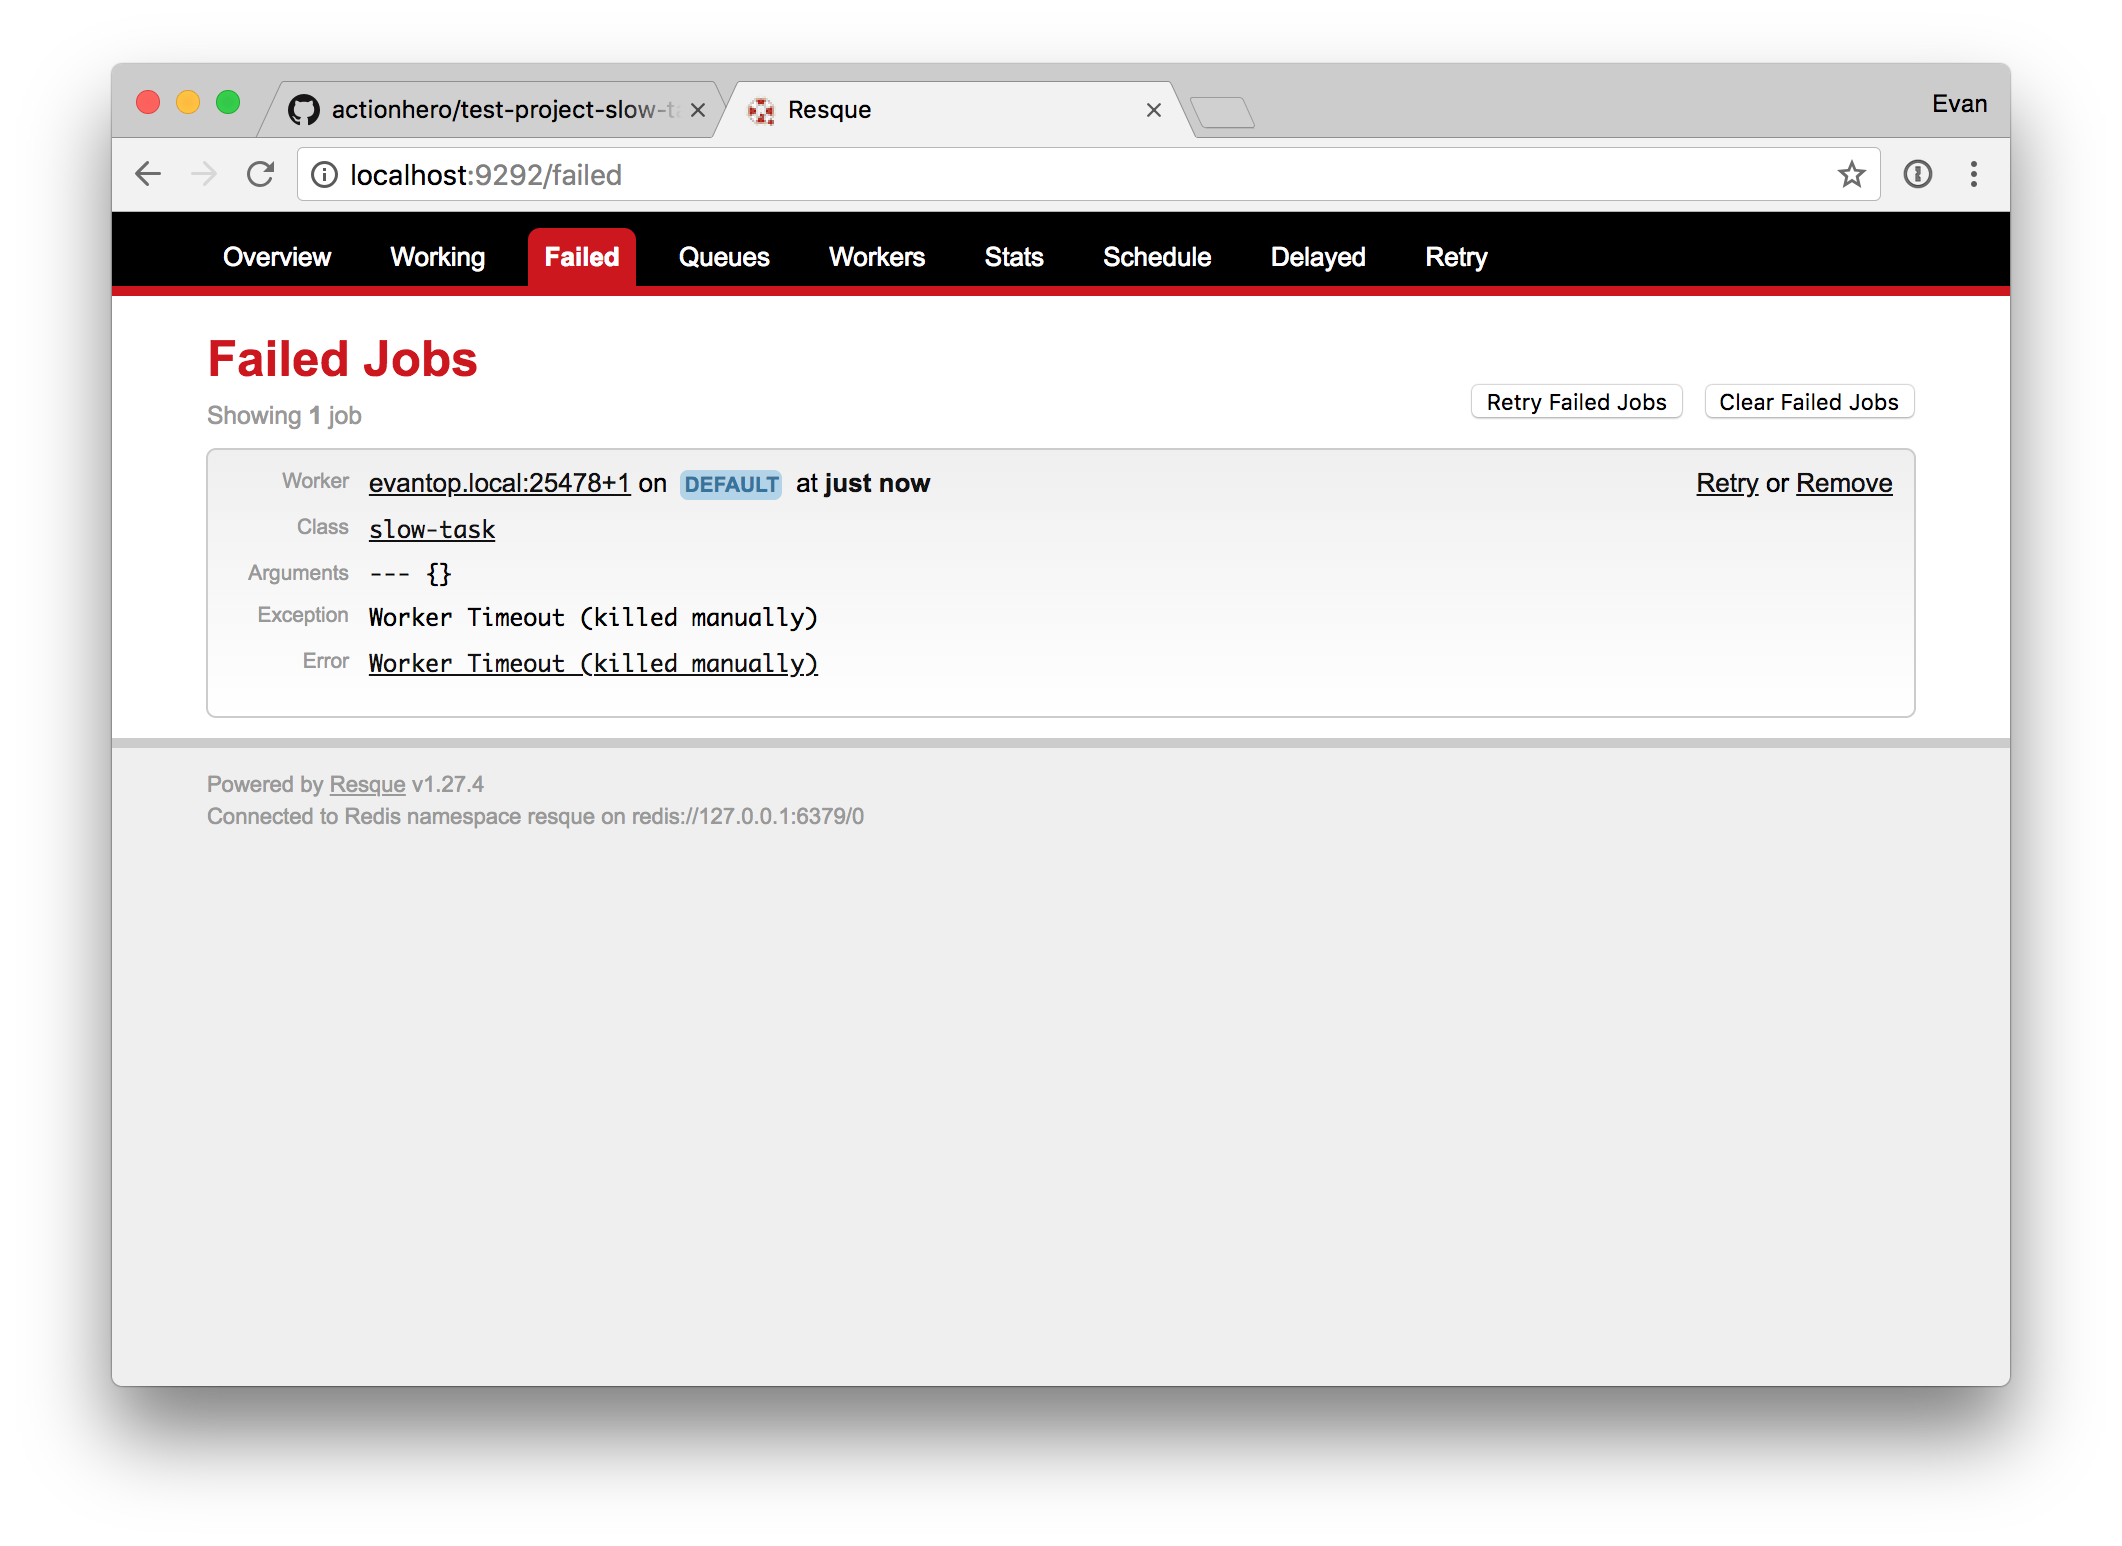 actionhero/test-project-slow-t
Resque
Evan
localhost:9292/failed
Overview Working Failed Queues Workers Stats Schedule Delayed Retry
Failed Jobs
Showing 1 job
Retry Failed Jobs Clear Failed Jobs
Worker evantop.local:25478+1 on DEFAULT at just now Retry or Remove
Class slow-task
Arguments --- {}
Exception Worker Timeout (killed manually)
Error Worker Timeout (killed manually)
Powered by Resque v1.27.4
Connected to Redis namespace resque on redis://127.0.0.1:6379/0